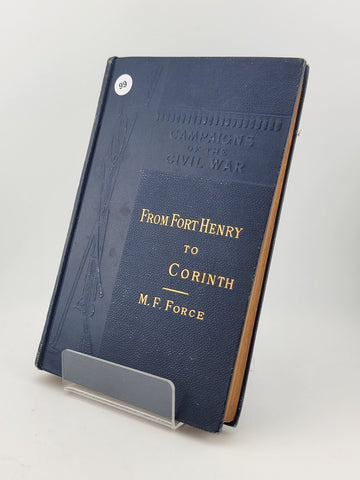 99
CAMPAIGNS
OF THE
CIVIL WAR
FROM FORT HENRY
TO
CORINTH
M. F. FORCE